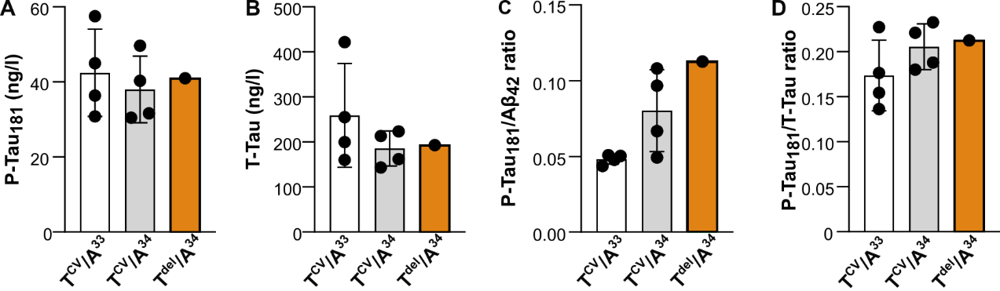 A
P-Tau181 (ng/l)
60
40
20
0
TCV/A33
TCV/A34
Tdel/A34
B
T-Tau (ng/l)
500
400
300
200
100
0
TCV/A33
TCV/A34
Tdel/A34
C
P-Tau181/Aβ42 ratio
0.15
0.10
0.05
0.00
TCV/A33
TCV/A34
Tdel/A34
D
P-Tau181/T-Tau ratio
0.25
0.20
0.15
0.10
0.05
0
TCV/A33
TCV/A34
Tdel/A34